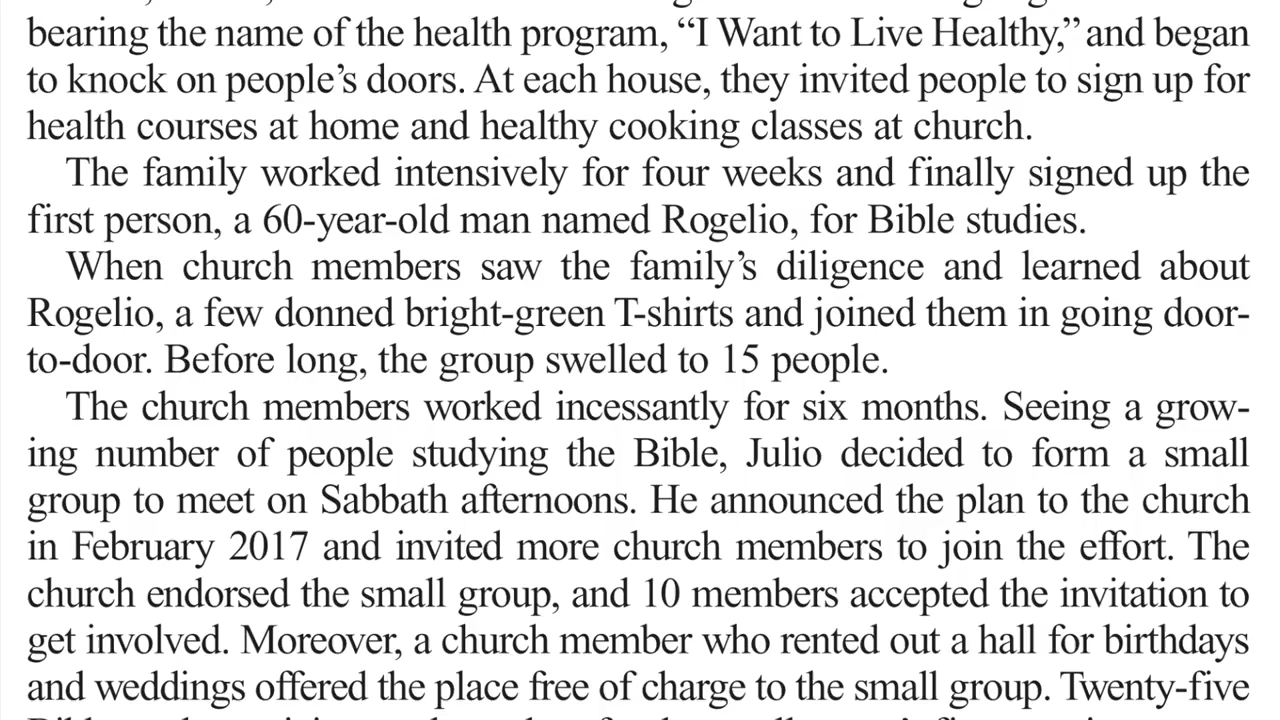 bearing the name of the health program, “I Want to Live Healthy,” and began
to knock on people’s doors. At each house, they invited people to sign up for
health courses at home and healthy cooking classes at church.
The family worked intensively for four weeks and finally signed up the
first person, a 60-year-old man named Rogelio, for Bible studies.
When church members saw the family’s diligence and learned about
Rogelio, a few donned bright-green T-shirts and joined them in going door-
to-door. Before long, the group swelled to 15 people.
The church members worked incessantly for six months. Seeing a grow-
ing number of people studying the Bible, Julio decided to form a small
group to meet on Sabbath afternoons. He announced the plan to the church
in February 2017 and invited more church members to join the effort. The
church endorsed the small group, and 10 members accepted the invitation to
get involved. Moreover, a church member who rented out a hall for birthdays
and weddings offered the place free of charge to the small group. Twenty-five